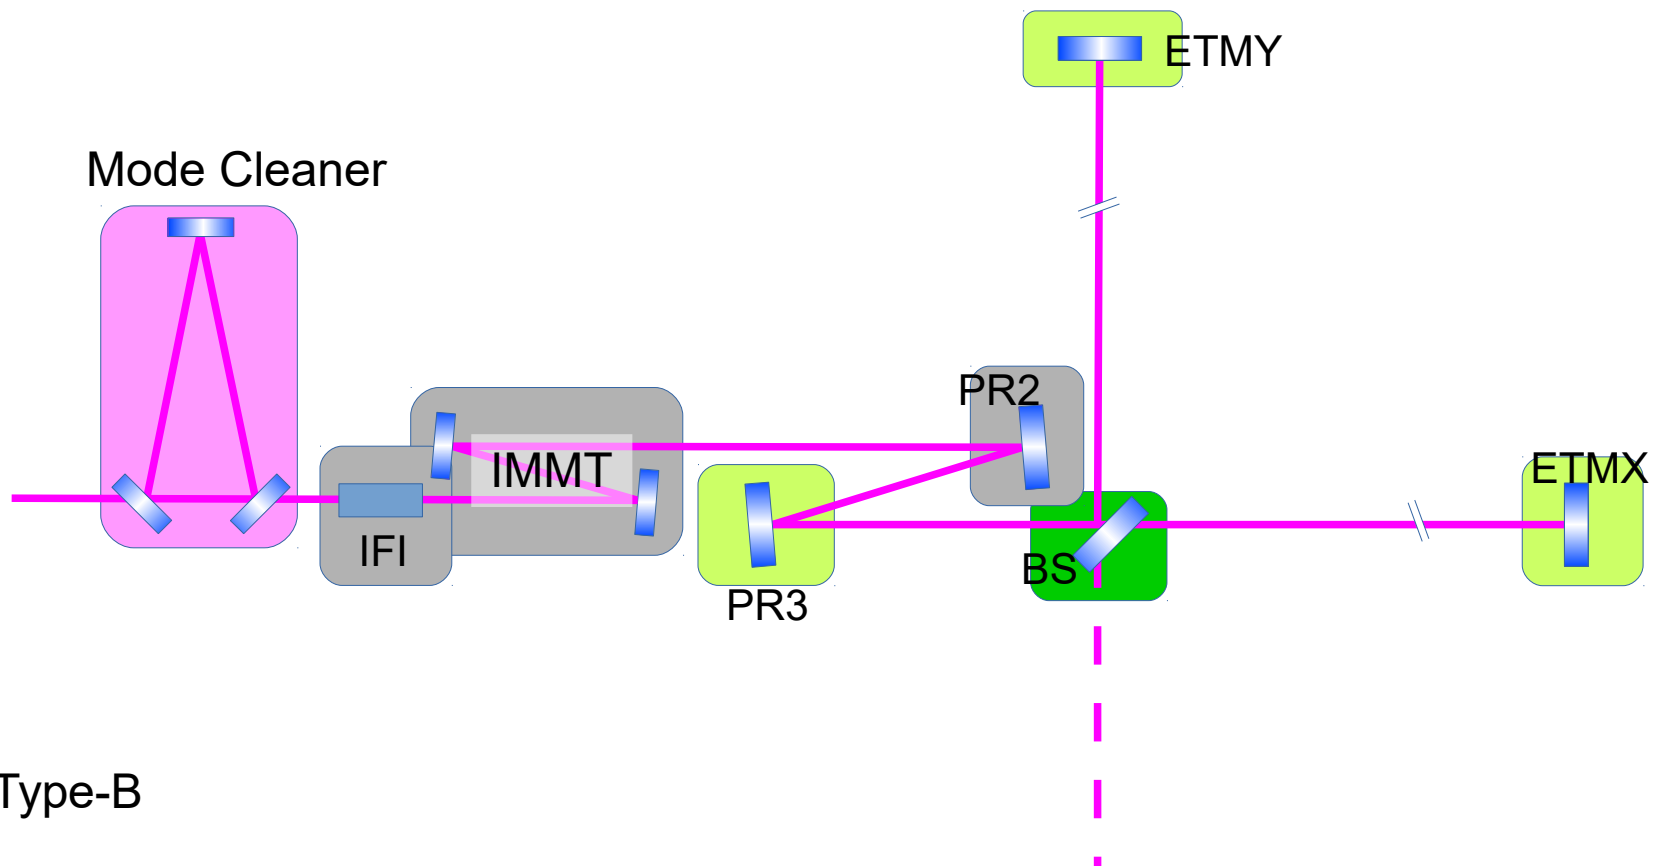 ETMY
Mode Cleaner
PR2
IMMT
ETMX
IFI
BS
PR3
Type-B